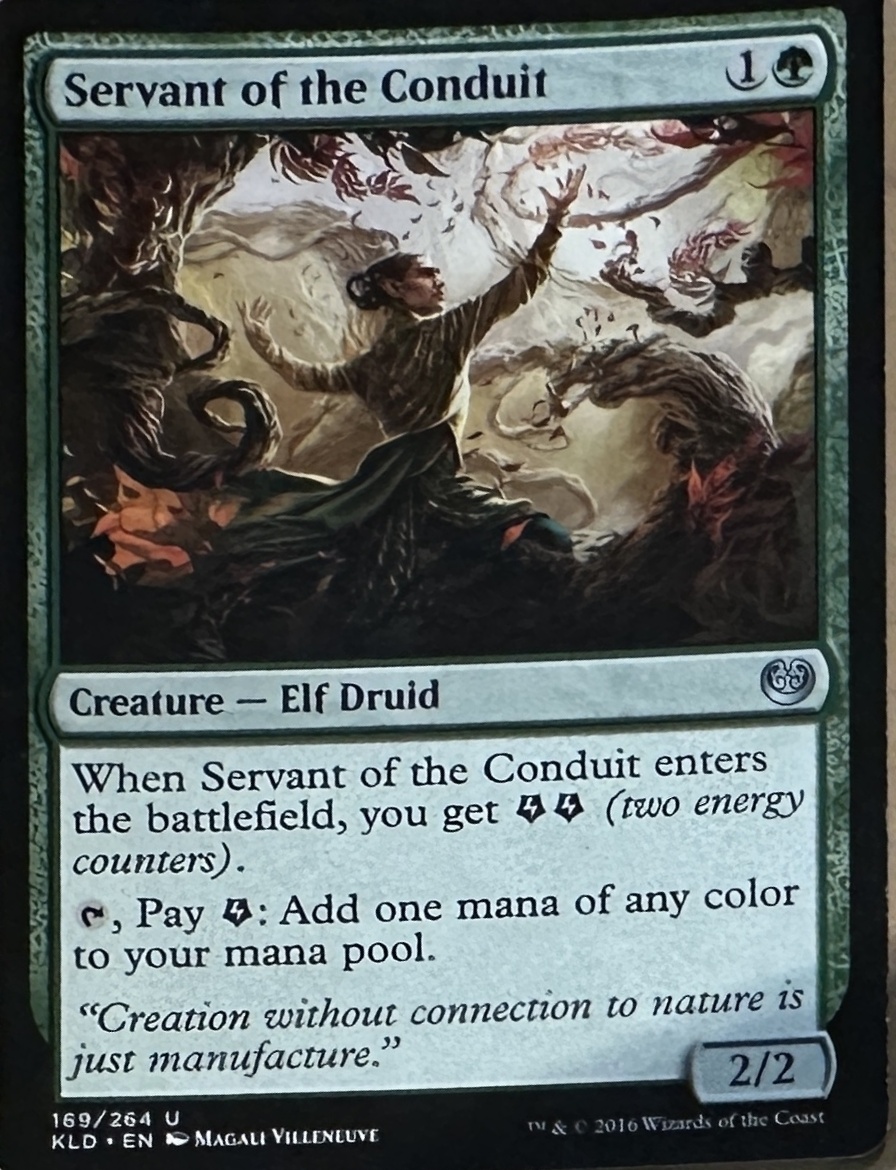 Servant of the Conduit 1
Creature — Elf Druid
When Servant of the Conduit enters
the battlefield, you get (two energy
counters).
, Pay : Add one mana of any color
to your mana pool.
“Creation without connection to nature is
just manufacture.”
2/2
169/264 U
KLD • EN Magali Villeneuve
™ & © 2016 Wizards of the Coast